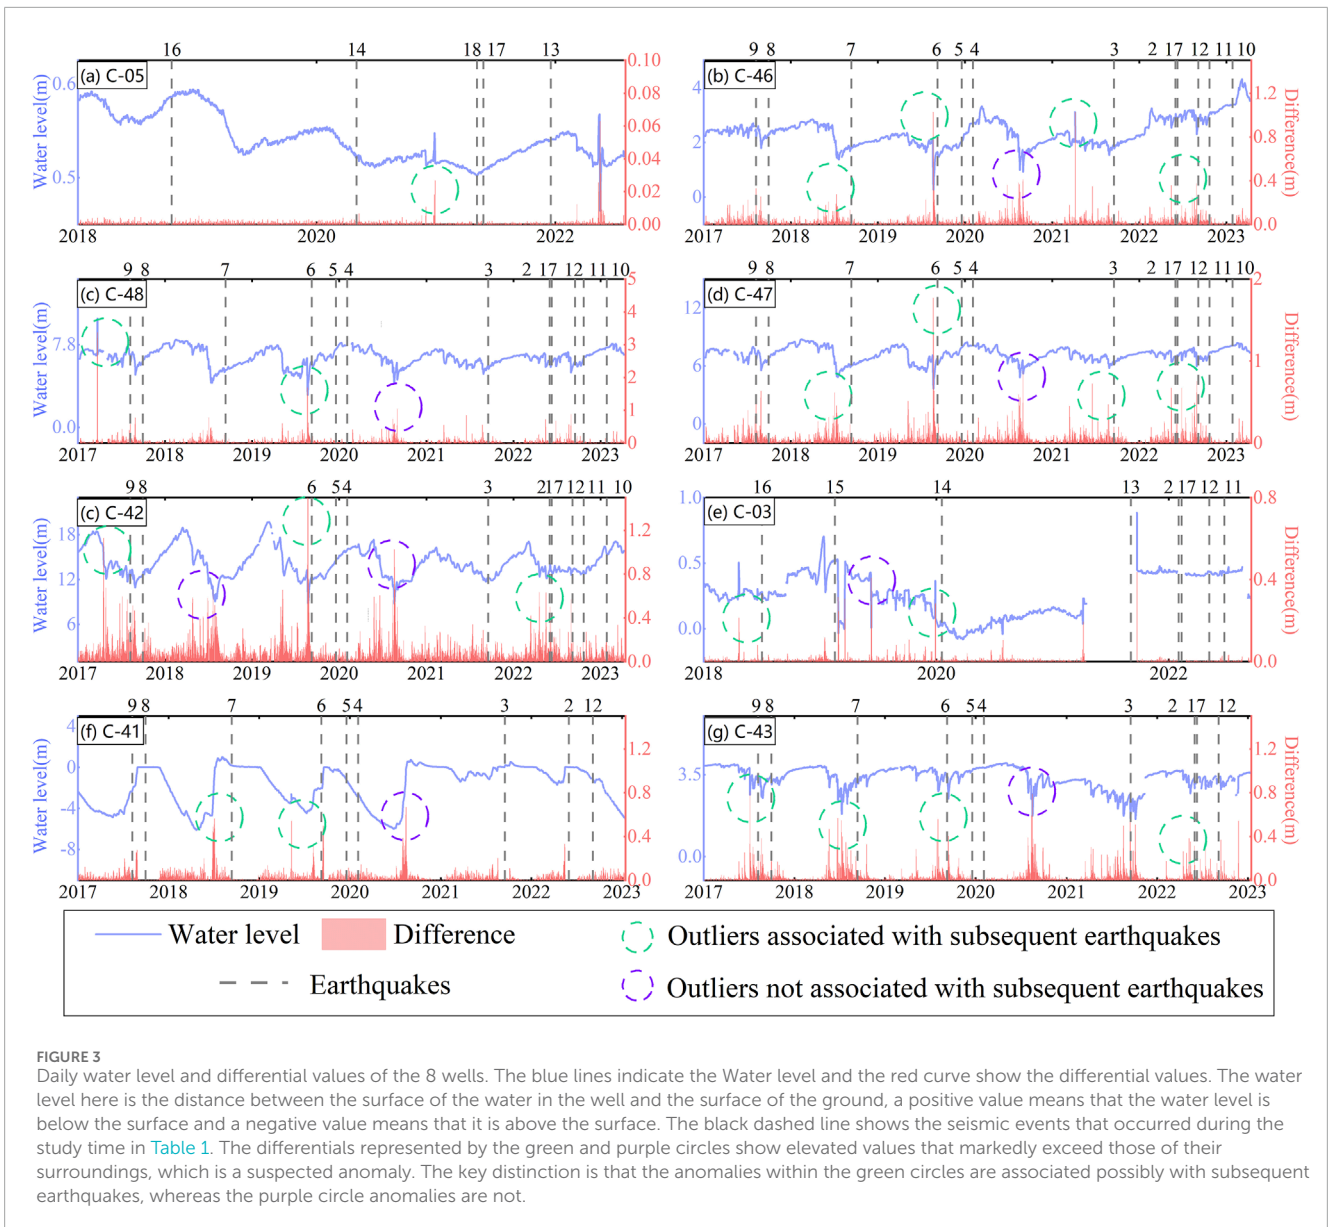 16 14 18 17 13
(a) C-05
Water level(m)
0.6
0.5
0.10
0.08
0.06
0.04
0.02
0.00
2018 2020 2022
9 8 7 6 5 4 3 2 17 12 11 10
(b) C-46
4
2
0
1.2
0.8
0.4
0.0
Difference(m)
2017 2018 2019 2020 2021 2022 2023
9 8 7 6 5 4 3 2 17 12 11 10
(c) C-48
Water level(m)
7.8
0.0
5
4
3
2
1
0
2017 2018 2019 2020 2021 2022 2023
9 8 7 6 5 4 3 2 17 12 11 10
(d) C-47
12
6
0
2
1
0
Difference(m)
2017 2018 2019 2020 2021 2022 2023
9 8 6 5 4 3 2 17 12 11 10
(c) C-42
Water level(m)
18
12
6
1.2
0.8
0.4
0.0
2017 2018 2019 2020 2021 2022 2023
16 15 14 13 2 17 12 11
(e) C-03
1.0
0.5
0.0
0.8
0.4
0.0
Difference(m)
2018 2020 2022
9 8 7 6 5 4 3 2 12
(f) C-41
Water level(m)
4
0
-4
-8
1.2
0.8
0.4
0.0
2017 2018 2019 2020 2021 2022 2023
9 8 7 6 5 4 3 2 17 12
(g) C-43
3.5
0.0
1.2
0.8
0.4
0.0
Difference(m)
2017 2018 2019 2020 2021 2022 2023
Water level Difference Outliers associated with subsequent earthquakes
Earthquakes Outliers not associated with subsequent earthquakes
FIGURE 3
Daily water level and differential values of the 8 wells. The blue lines indicate the Water level and the red curve show the differential values. The water
level here is the distance between the surface of the water in the well and the surface of the ground, a positive value means that the water level is
below the surface and a negative value means that it is above the surface. The black dashed line shows the seismic events that occurred during the
study time in Table 1. The differentials represented by the green and purple circles show elevated values that markedly exceed those of their
surroundings, which is a suspected anomaly. The key distinction is that the anomalies within the green circles are associated possibly with subsequent
earthquakes, whereas the purple circle anomalies are not.